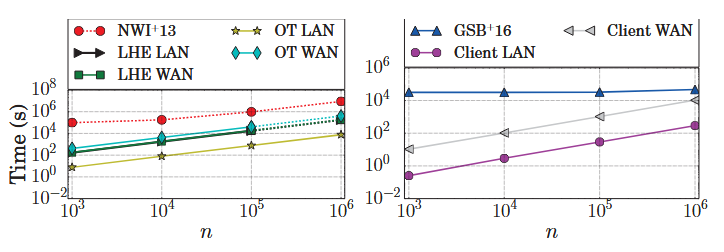 NWI+13 OT LAN
LHE LAN OT WAN
LHE WAN
GSB+16 Client WAN
Client LAN
Time (s)
10^8
10^6
10^4
10^2
10^0
10^−2
10^3 10^4 10^5 10^6
n
10^6
10^4
10^2
10^0
10^−2
10^3 10^4 10^5 10^6
n